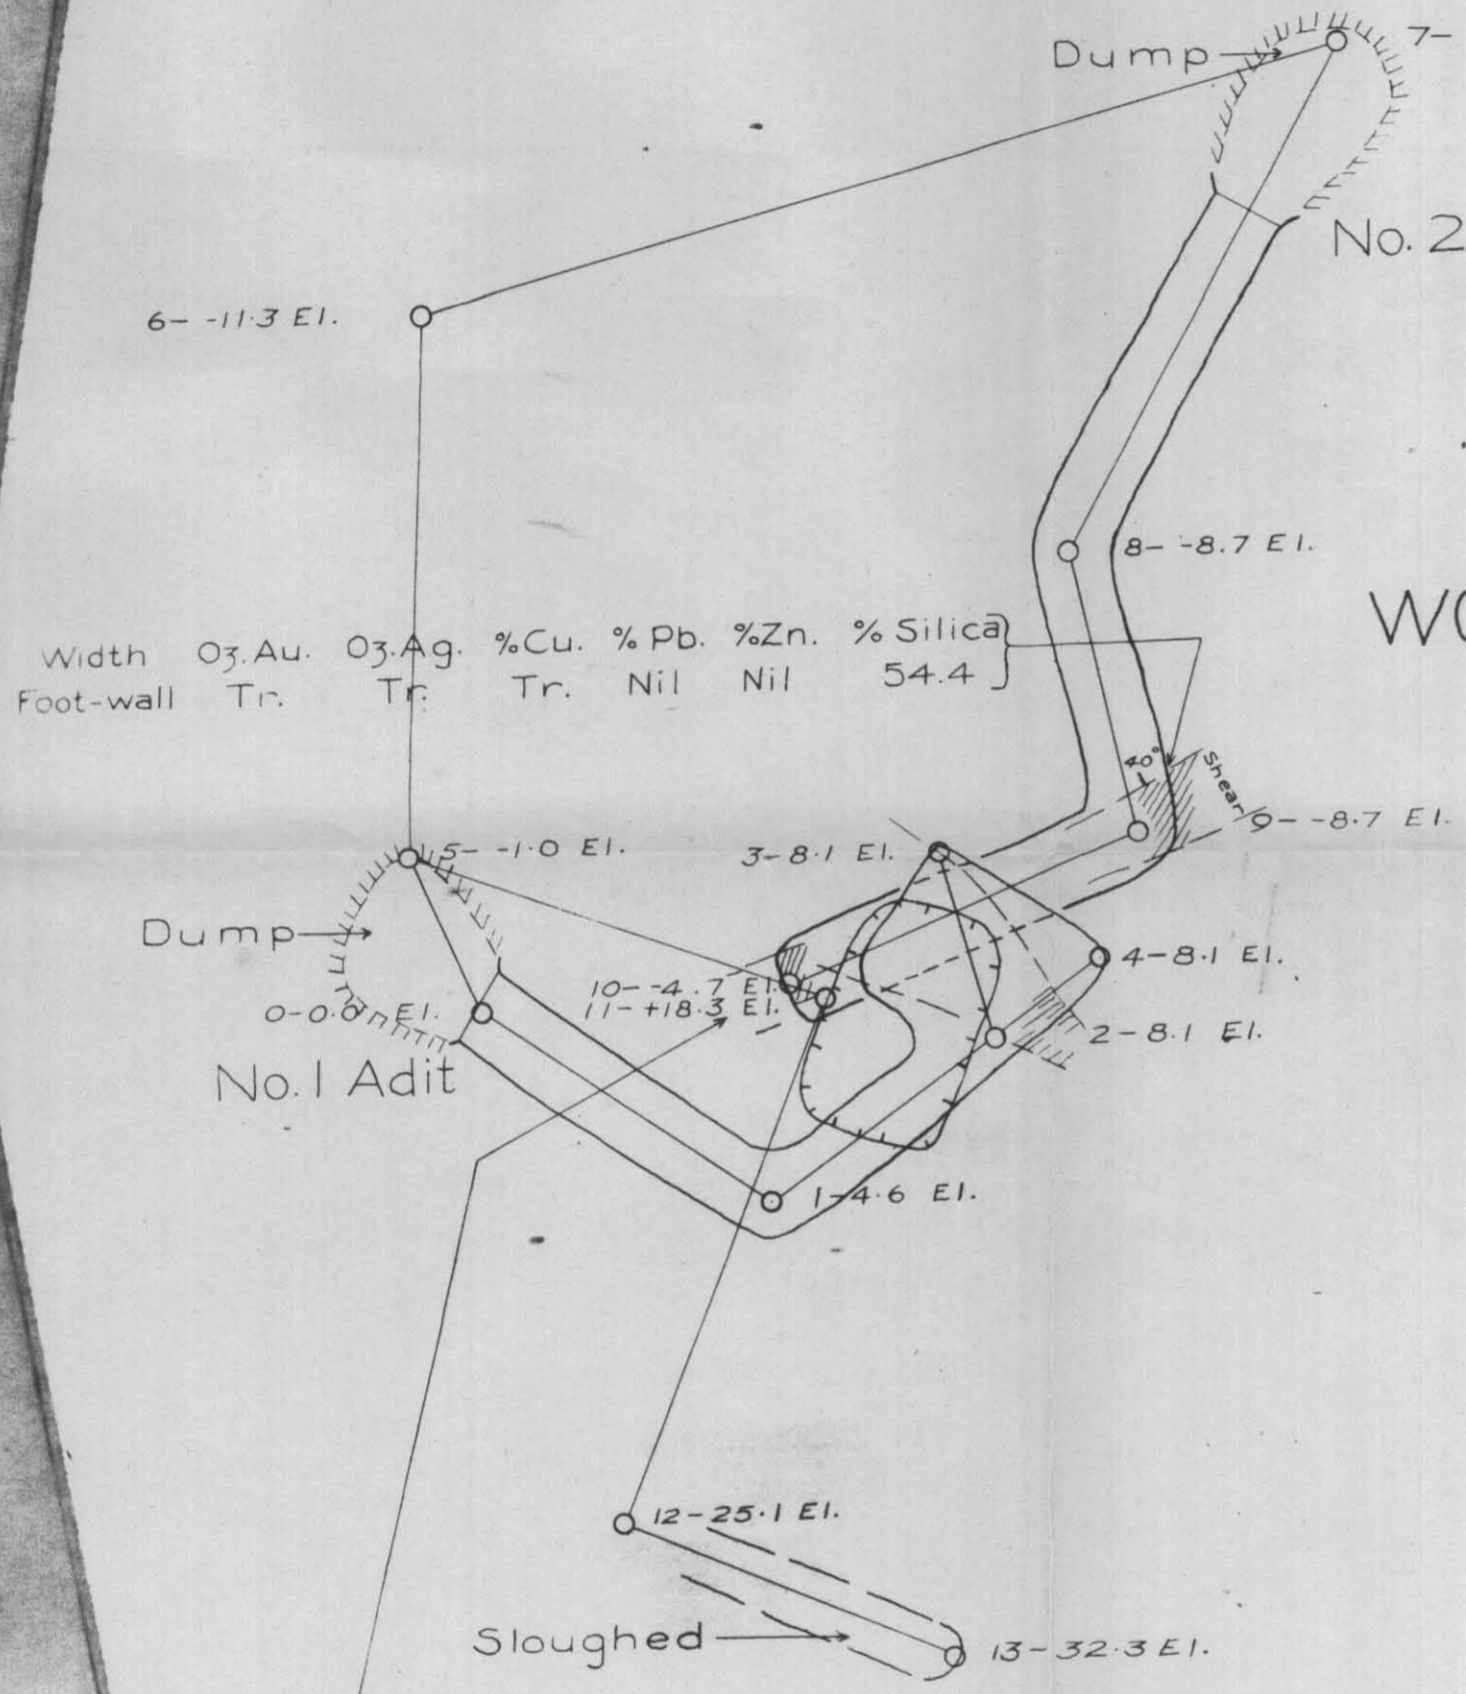 Dump
7-
No. 2
6- -11.3 El.
8- -8.7 El.
WO
Width Oz.Au. Oz.Ag. %Cu. % Pb. %Zn. % Silica
Foot-wall Tr. Tr. Tr. Nil Nil 54.4
40°
Shear
9- -8.7 El.
5- -1.0 El.
3-8.1 El.
Dump
4-8.1 El.
10- -4.7 El.
11-+18.3 El.
0-0.0 El.
2-8.1 El.
No. 1 Adit
1-4.6 El.
12-25.1 El.
Sloughed
13-32.3 El.